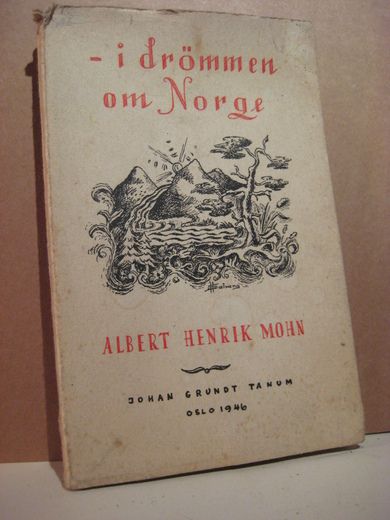 - i drömmen
om Norge
ALBERT HENRIK MOHN
JOHAN GRUNDT TANUM
OSLO 1946